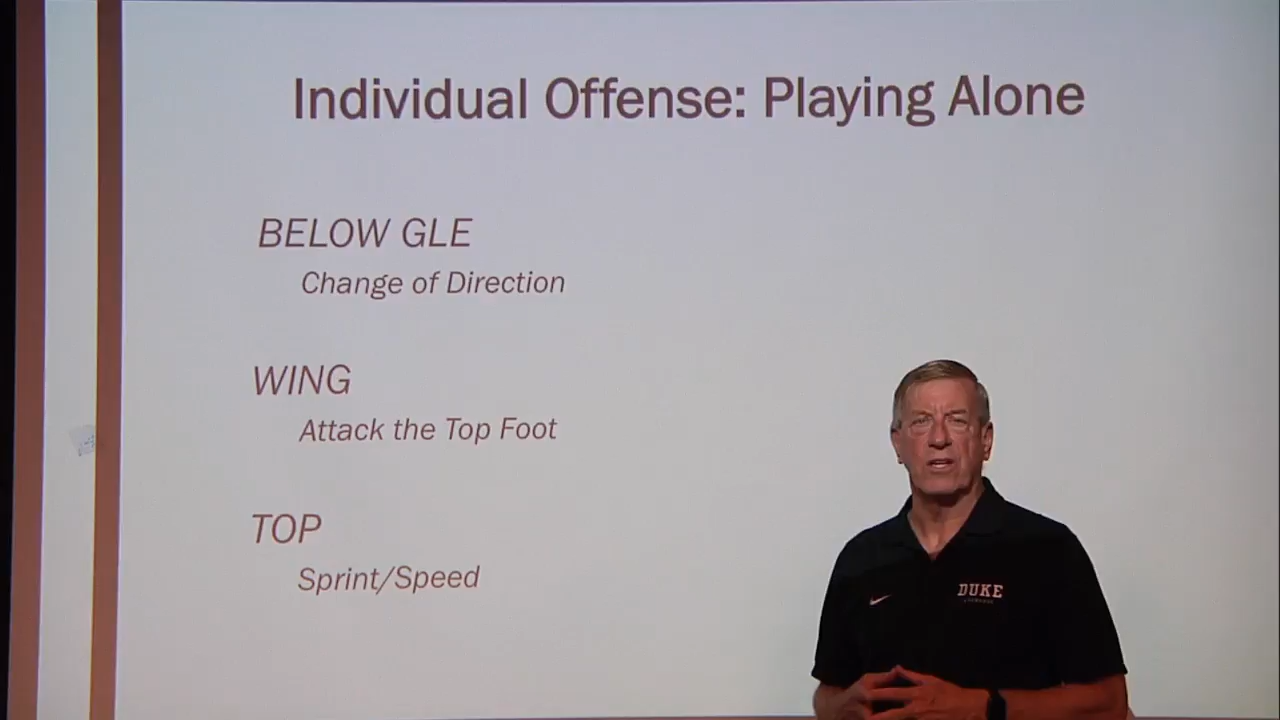 Individual Offense: Playing Alone
BELOW GLE
Change of Direction
WING
Attack the Top Foot
TOP
Sprint/Speed
DUKE